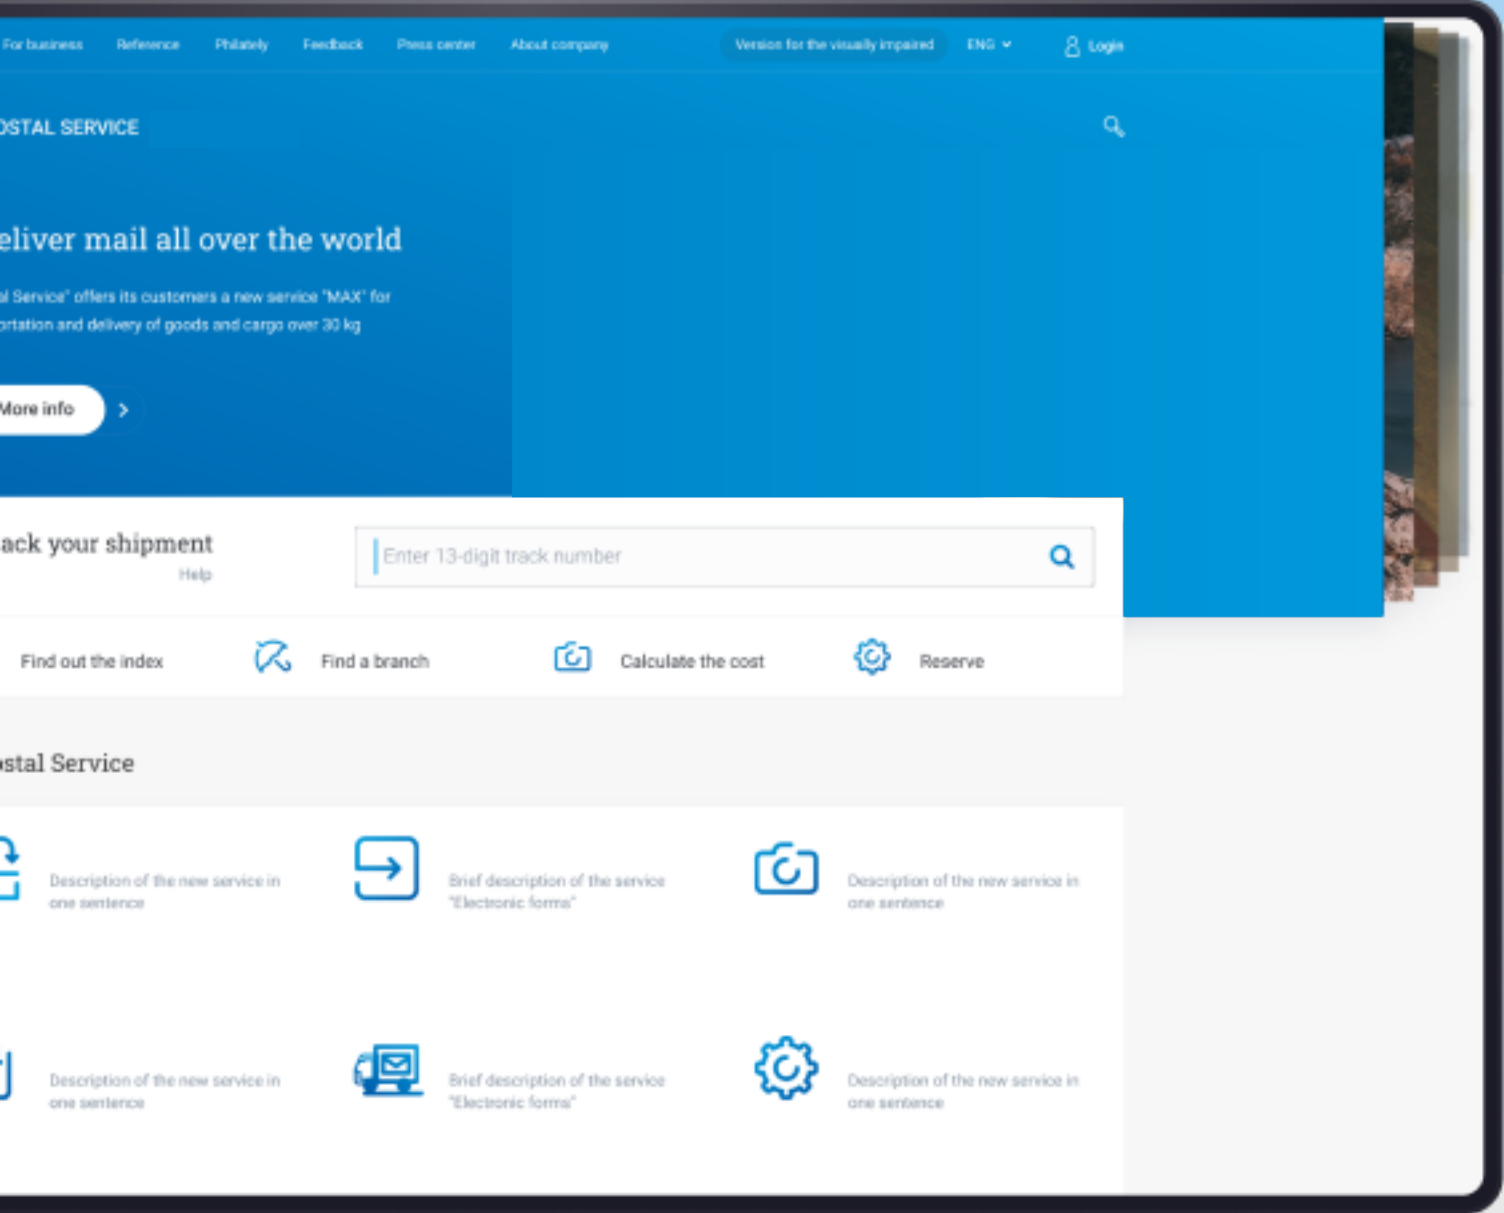 For business Reference Philately Feedback Press center About company Version for the visually impaired ENG Login
OSTAL SERVICE
eliver mail all over the world
al Service" offers its customers a new service "MAX" for
ortation and delivery of goods and cargo over 30 kg
More info
ack your shipment
Help
Enter 13-digit track number
Find out the index Find a branch Calculate the cost Reserve
ostal Service
Description of the new service in
one sentence
Brief description of the service
"Electronic forms"
Description of the new service in
one sentence
Description of the new service in
one sentence
Brief description of the service
"Electronic forms"
Description of the new service in
one sentence